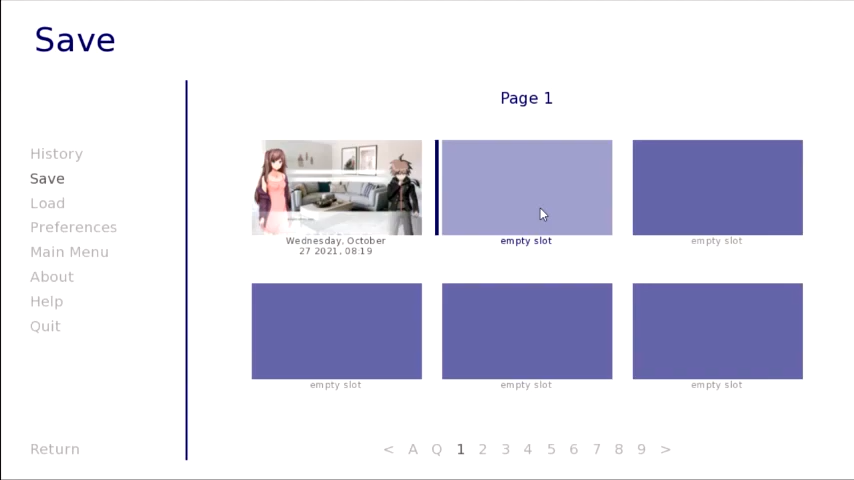 Save
Page 1
History
Save
Load
Preferences
Main Menu
About
Help
Quit
Return
Wednesday, October
27 2021, 08:19
empty slot
empty slot
empty slot
empty slot
empty slot
< A Q 1 2 3 4 5 6 7 8 9 >